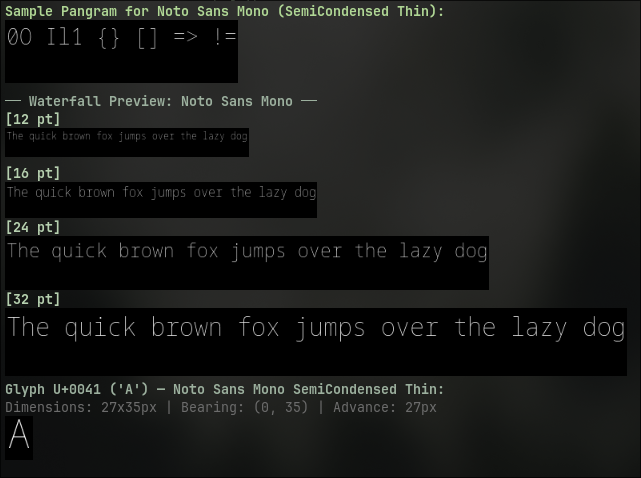 Sample Pangram for Noto Sans Mono (SemiCondensed Thin):
0O Il1 {} [] => !=
── Waterfall Preview: Noto Sans Mono ──
[12 pt]
The quick brown fox jumps over the lazy dog
[16 pt]
The quick brown fox jumps over the lazy dog
[24 pt]
The quick brown fox jumps over the lazy dog
[32 pt]
The quick brown fox jumps over the lazy dog
Glyph U+0041 ('A') — Noto Sans Mono SemiCondensed Thin:
Dimensions: 27x35px | Bearing: (0, 35) | Advance: 27px
A